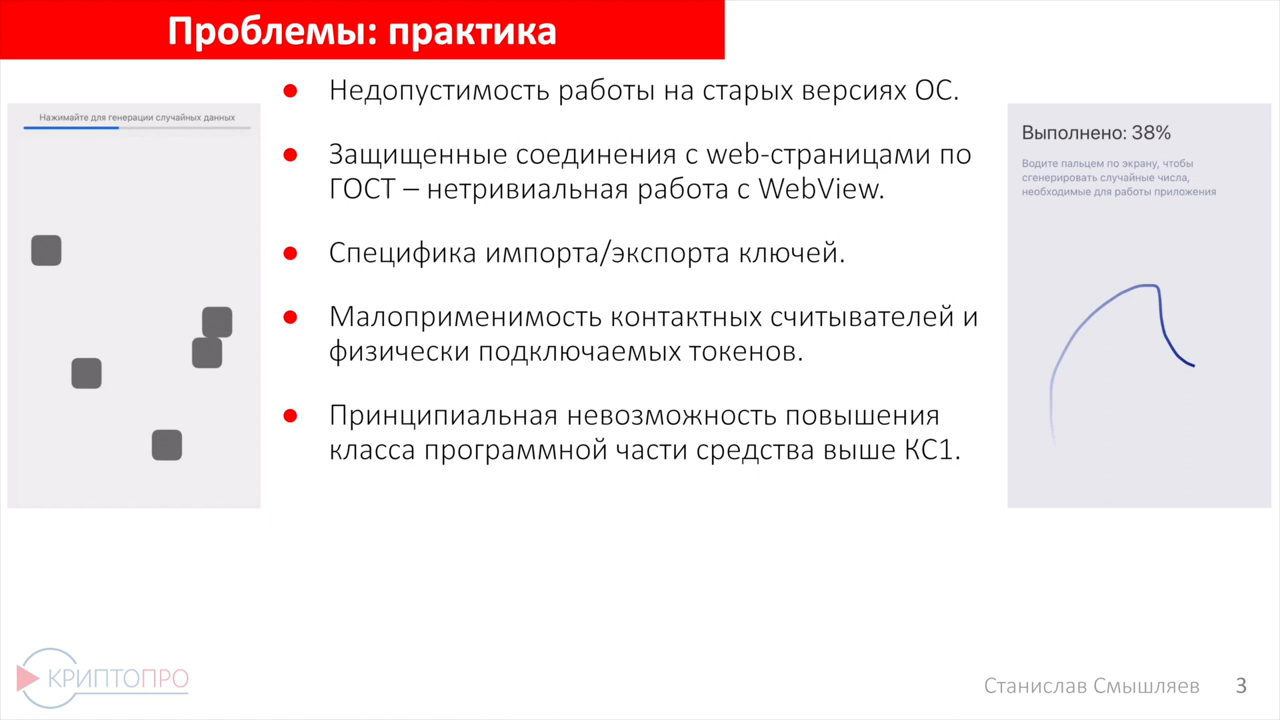 Проблемы: практика
Нажимайте для генерации случайных данных
● Недопустимость работы на старых версиях ОС.
● Защищенные соединения с web-страницами по
ГОСТ – нетривиальная работа с WebView.
● Специфика импорта/экспорта ключей.
● Малоприменимость контактных считывателей и
физически подключаемых токенов.
● Принципиальная невозможность повышения
класса программной части средства выше КС1.
Выполнено: 38%
Водите пальцем по экрану, чтобы
сгенерировать случайные числа,
необходимые для работы приложения
КРИПТОПРО
Станислав Смышляев 3